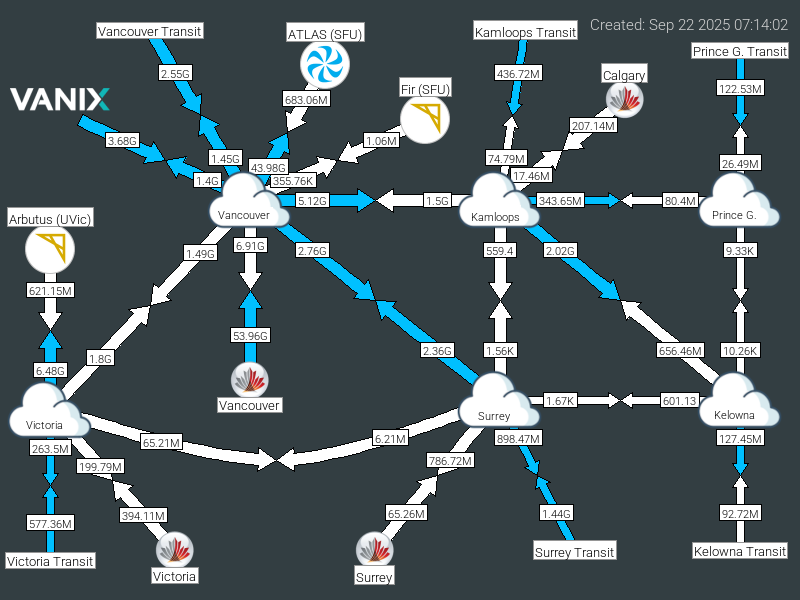 Created: Sep 22 2025 07:14:02
Vancouver Transit
ATLAS (SFU)
Kamloops Transit
Prince G. Transit
2.55G
436.72M
Calgary
122.53M
Fir (SFU)
VANIX
683.06M
207.14M
3.68G
1.06M
1.45G
74.79M
26.49M
43.98G
17.46M
1.4G
355.76K
5.12G
1.5G
343.65M
80.4M
Vancouver
Kamloops
Prince G.
Arbutus (UVic)
1.49G
6.91G
2.76G
559.4
2.02G
9.33K
621.15M
53.96G
1.8G
2.36G
1.56K
656.46M
10.26K
6.48G
Vancouver
1.67K
601.13
Victoria
Surrey
Kelowna
263.5M
65.21M
6.21M
898.47M
127.45M
199.79M
786.72M
577.36M
394.11M
65.26M
1.44G
92.72M
Victoria Transit
Victoria
Surrey
Surrey Transit
Kelowna Transit